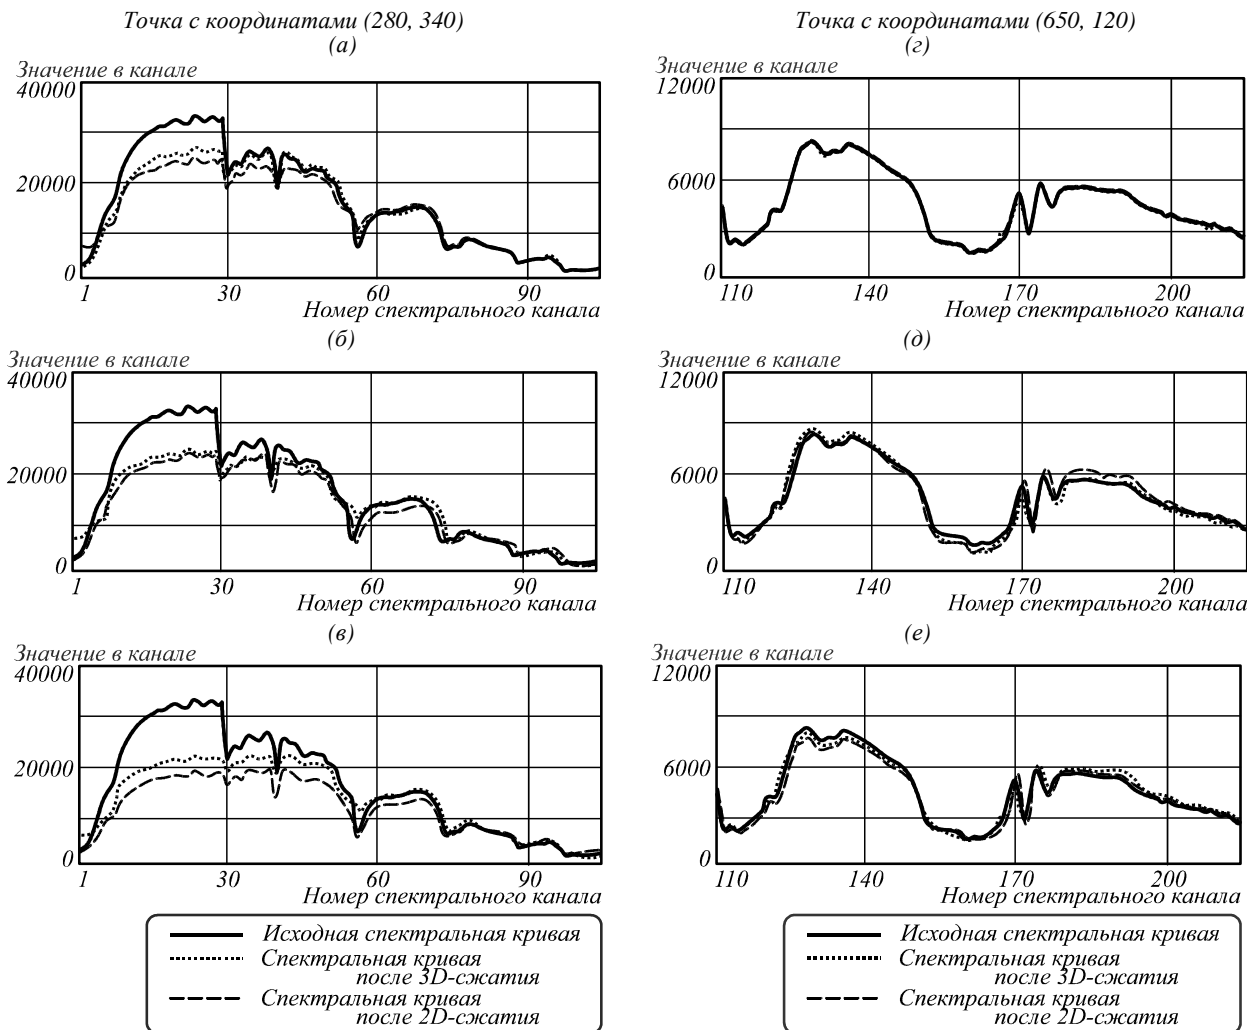 Точка с координатами (280, 340)
(а)
Значение в канале
40000
20000
0
1 30 60 90
Номер спектрального канала
(б)
Значение в канале
40000
20000
0
1 30 60 90
Номер спектрального канала
(в)
Значение в канале
40000
20000
0
1 30 60 90
Номер спектрального канала
Исходная спектральная кривая
Спектральная кривая
после 3D-сжатия
Спектральная кривая
после 2D-сжатия
Точка с координатами (650, 120)
(г)
Значение в канале
12000
6000
0
110 140 170 200
Номер спектрального канала
(д)
Значение в канале
12000
6000
0
110 140 170 200
Номер спектрального канала
(е)
Значение в канале
12000
6000
0
110 140 170 200
Номер спектрального канала
Исходная спектральная кривая
Спектральная кривая
после 3D-сжатия
Спектральная кривая
после 2D-сжатия